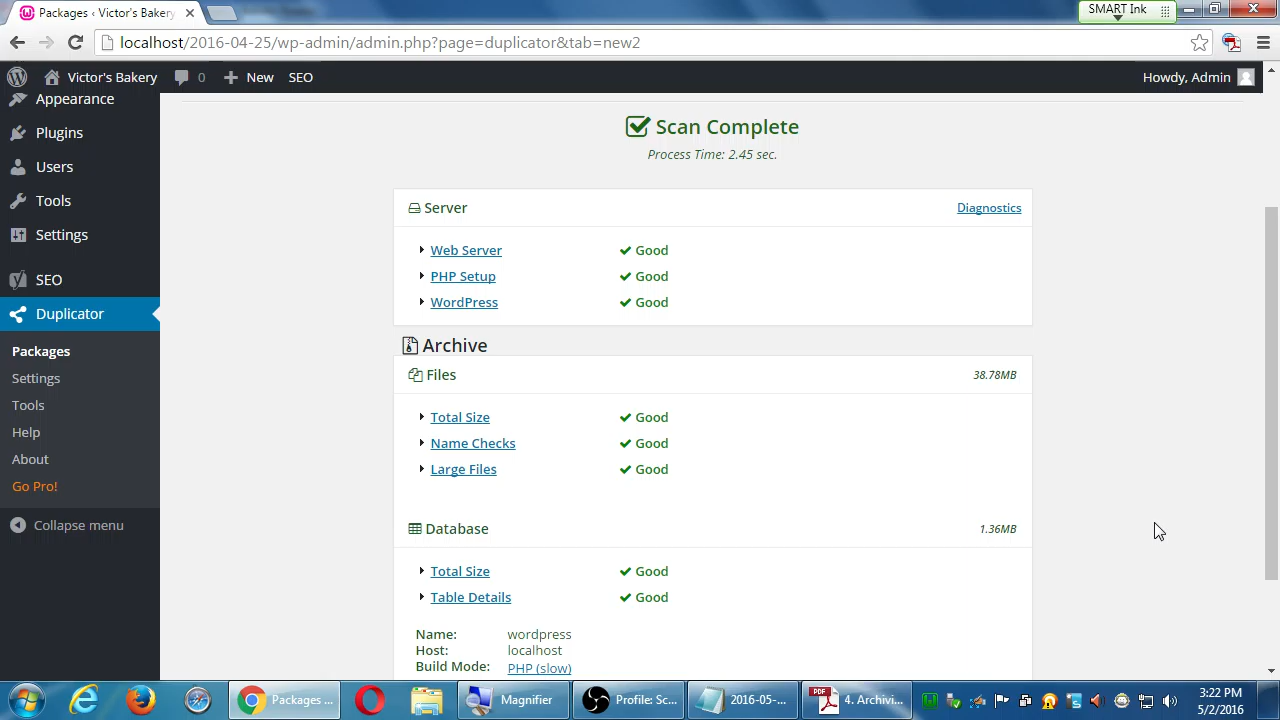 Packages ‹ Victor's Bakery
SMART Ink
localhost/2016-04-25/wp-admin/admin.php?page=duplicator&tab=new2
Victor's Bakery 0 New SEO Howdy, Admin
Appearance
Plugins
Users
Tools
Settings
SEO
Duplicator
Packages
Settings
Tools
Help
About
Go Pro!
Collapse menu
Scan Complete
Process Time: 2.45 sec.
Server Diagnostics
Web Server Good
PHP Setup Good
WordPress Good
Archive
Files 38.78MB
Total Size Good
Name Checks Good
Large Files Good
Database 1.36MB
Total Size Good
Table Details Good
Name: wordpress
Host: localhost
Build Mode: PHP (slow)
Packages ... Magnifier Profile: Sc... 2016-05-... PDF 4. Archivi...
3:22 PM
5/2/2016